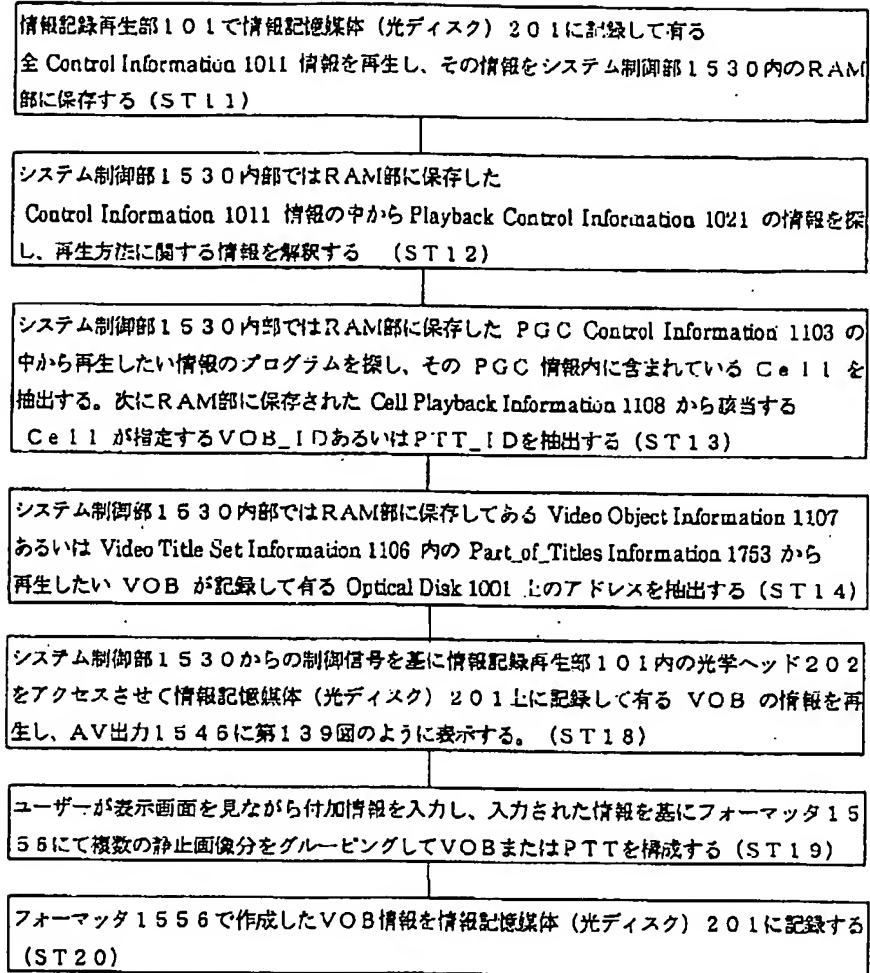 情報記録再生部101で情報記憶媒体（光ディスク）201に記録して有る
全 Control Information 1011 情報を再生し、その情報をシステム制御部1530内のRAM
部に保存する（ST11）
システム制御部1530内部ではRAM部に保存した
Control Information 1011 情報の中から Playback Control Information 1021 の情報を探
し、再生方法に関する情報を解釈する （ST12）
システム制御部1530内部ではRAM部に保存した PGC Control Information 1103 の
中から再生したい情報のプログラムを探し、その PGC 情報内に含まれている Cell を
抽出する。次にRAM部に保存された Cell Playback Information 1108 から該当する
Cell が指定するVOB_IDあるいはPTT_IDを抽出する（ST13）
システム制御部1530内部ではRAM部に保存してある Video Object Information 1107
あるいは Video Title Set Information 1106 内の Part_of_Titles Information 1753 から
再生したい VOB が記録して有る Optical Disk 1001 上のアドレスを抽出する（ST14）
システム制御部1530からの制御信号を基に情報記録再生部101内の光学ヘッド202
をアクセスさせて情報記憶媒体（光ディスク）201上に記録して有る VOB の情報を再
生し、AV出力1546に第139図のように表示する。（ST18）
ユーザーが表示画面を見ながら付加情報を入力し、入力された情報を基にフォーマッタ15
56にて複数の静止画像分をグルーピングしてVOBまたはPTTを構成する（ST19）
フォーマッタ1556で作成したVOB情報を情報記憶媒体（光ディスク）201に記録する
（ST20）